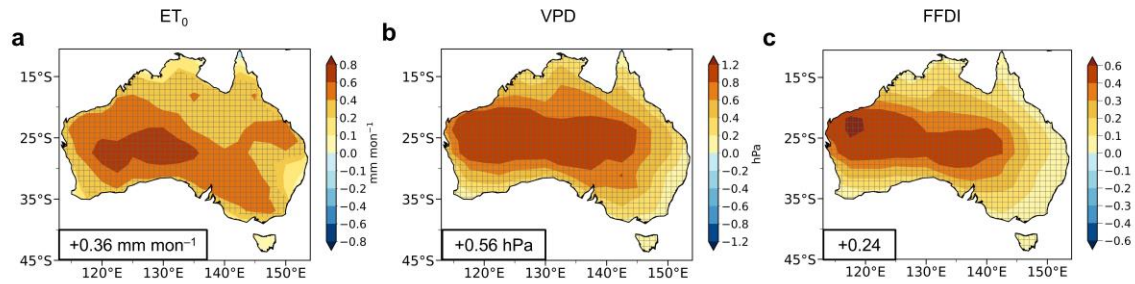 ET₀
VPD
FFDI
a
b
c
15°S
25°S
35°S
45°S
120°E
130°E
140°E
150°E
+0.36 mm mon⁻¹
0.8
0.6
0.4
0.2
0.1
0.0
−0.2
−0.4
−0.6
−0.8
mm mon⁻¹
15°S
25°S
35°S
45°S
120°E
130°E
140°E
150°E
+0.56 hPa
1.2
0.8
0.6
0.4
0.2
0.0
−0.2
−0.4
−0.8
−1.2
hPa
15°S
25°S
35°S
45°S
120°E
130°E
140°E
150°E
+0.24
0.6
0.5
0.4
0.3
0.2
0.1
0.0
−0.1
−0.2
−0.3
−0.4
−0.5
−0.6